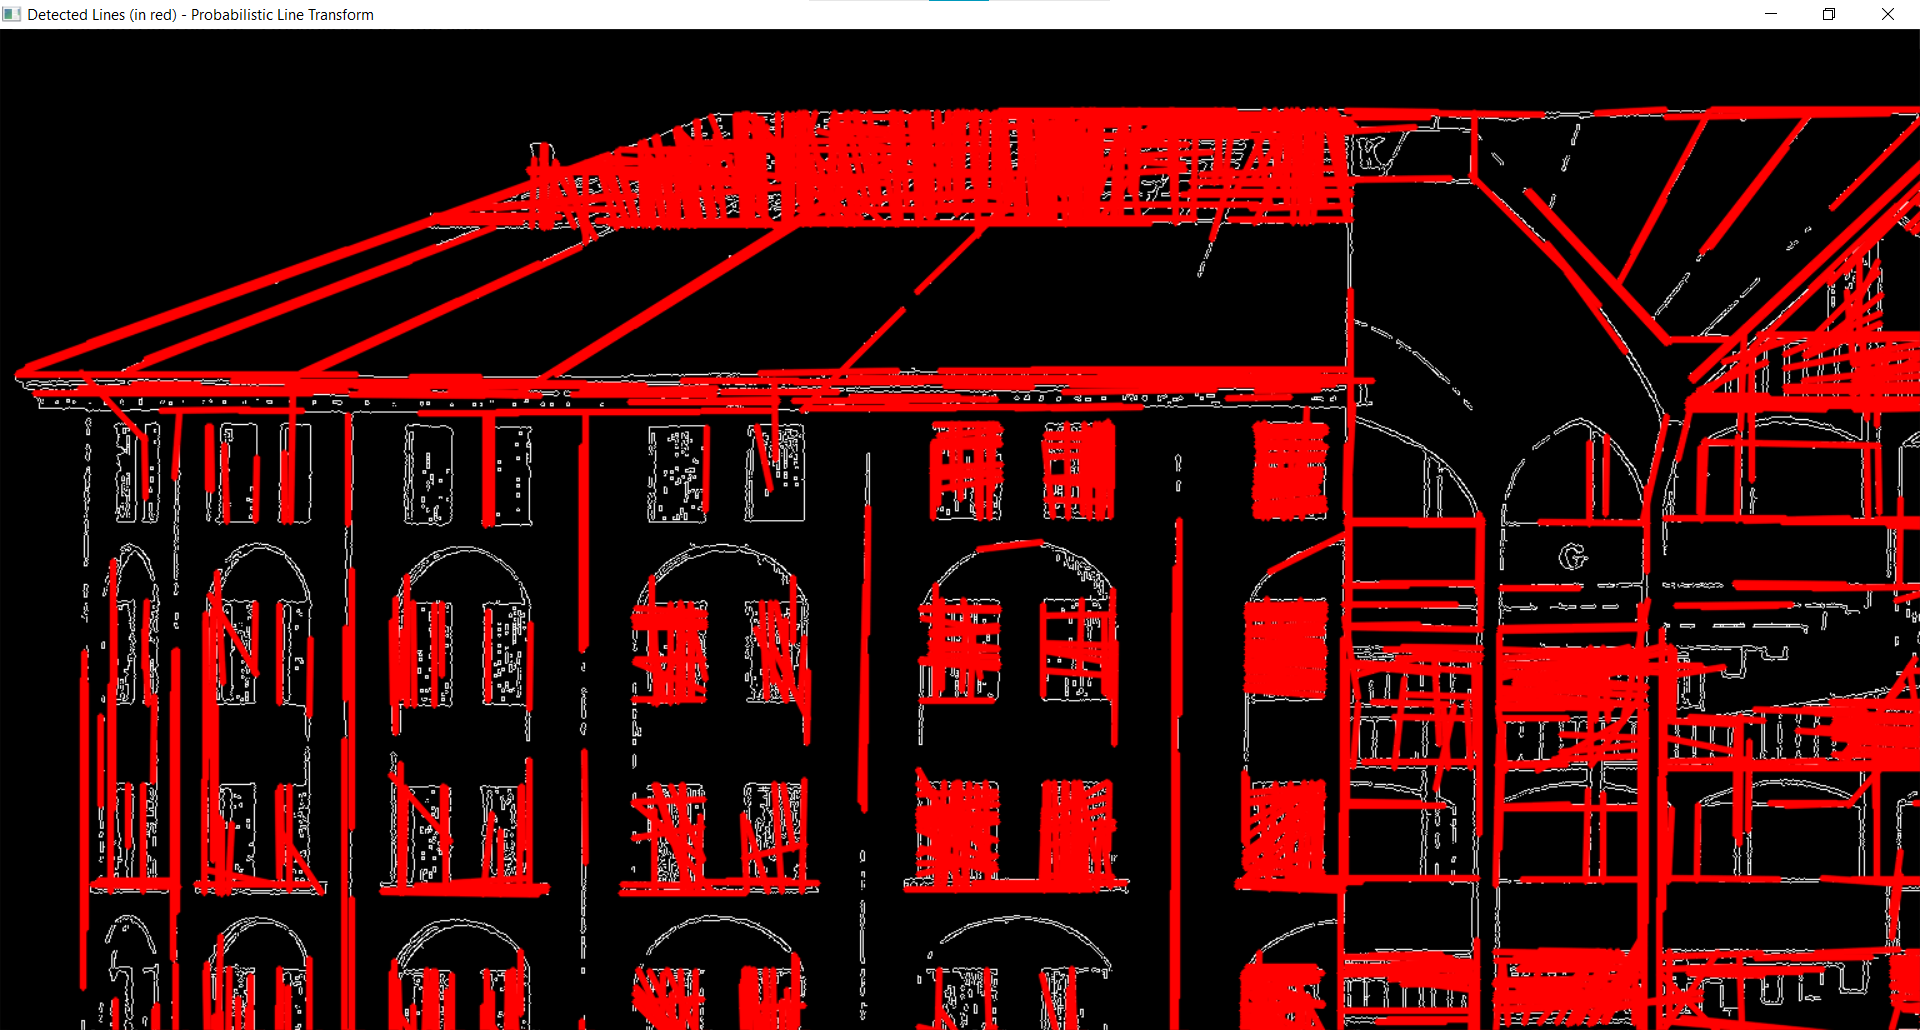 Detected Lines (in red) - Probabilistic Line Transform
K
G